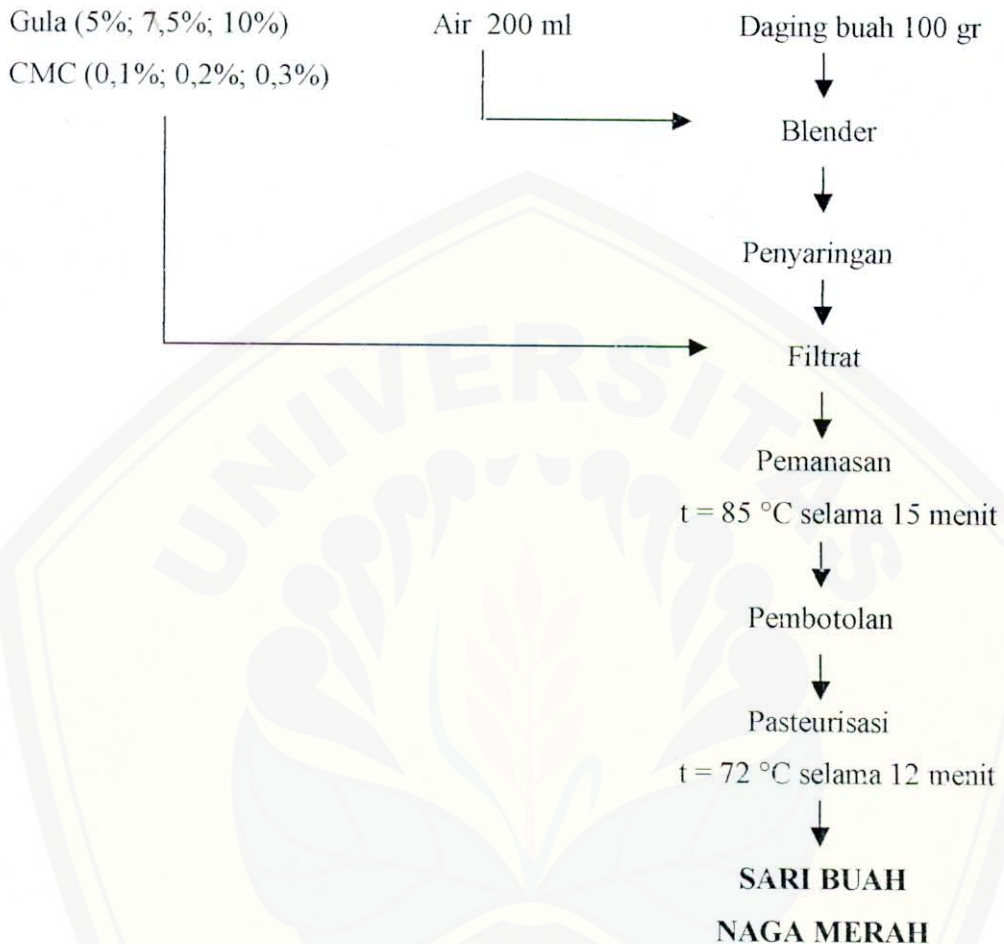 Gula (5%; 7,5%; 10%)
CMC (0,1%; 0,2%; 0,3%)
Air 200 ml
Daging buah 100 gr
Blender
Penyaringan
Filtrat
Pemanasan
t = 85 °C selama 15 menit
Pembotolan
Pasteurisasi
t = 72 °C selama 12 menit
SARI BUAH
NAGA MERAH
UNIVERSITAS